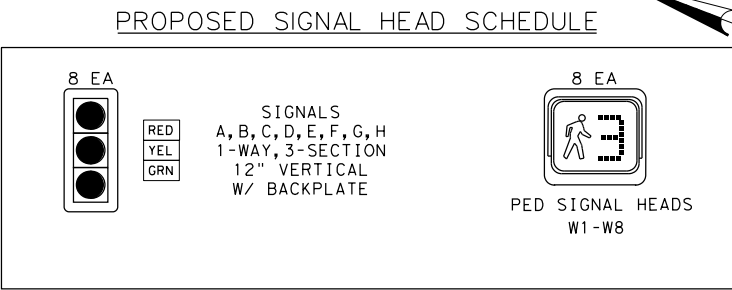 PROPOSED SIGNAL HEAD SCHEDULE
8 EA
RED
YEL
GRN
SIGNALS
A,B,C,D,E,F,G,H
1-WAY, 3-SECTION
12" VERTICAL
W/ BACKPLATE
8 EA
3
PED SIGNAL HEADS
W1-W8